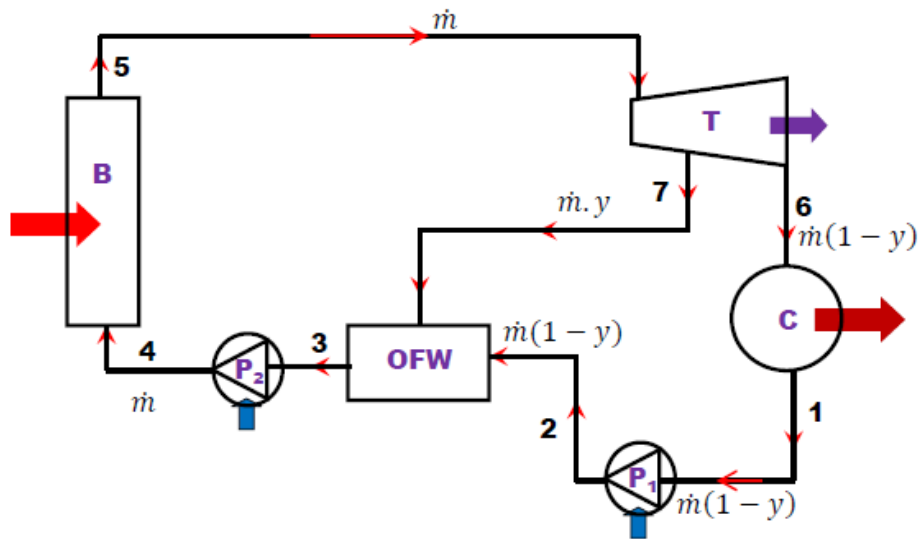 ṁ
5
T
B
7
ṁ.y
6
ṁ(1 − y)
C
ṁ(1 − y)
3
4
P₂
OFW
ṁ
2
1
P₁
ṁ(1 − y)